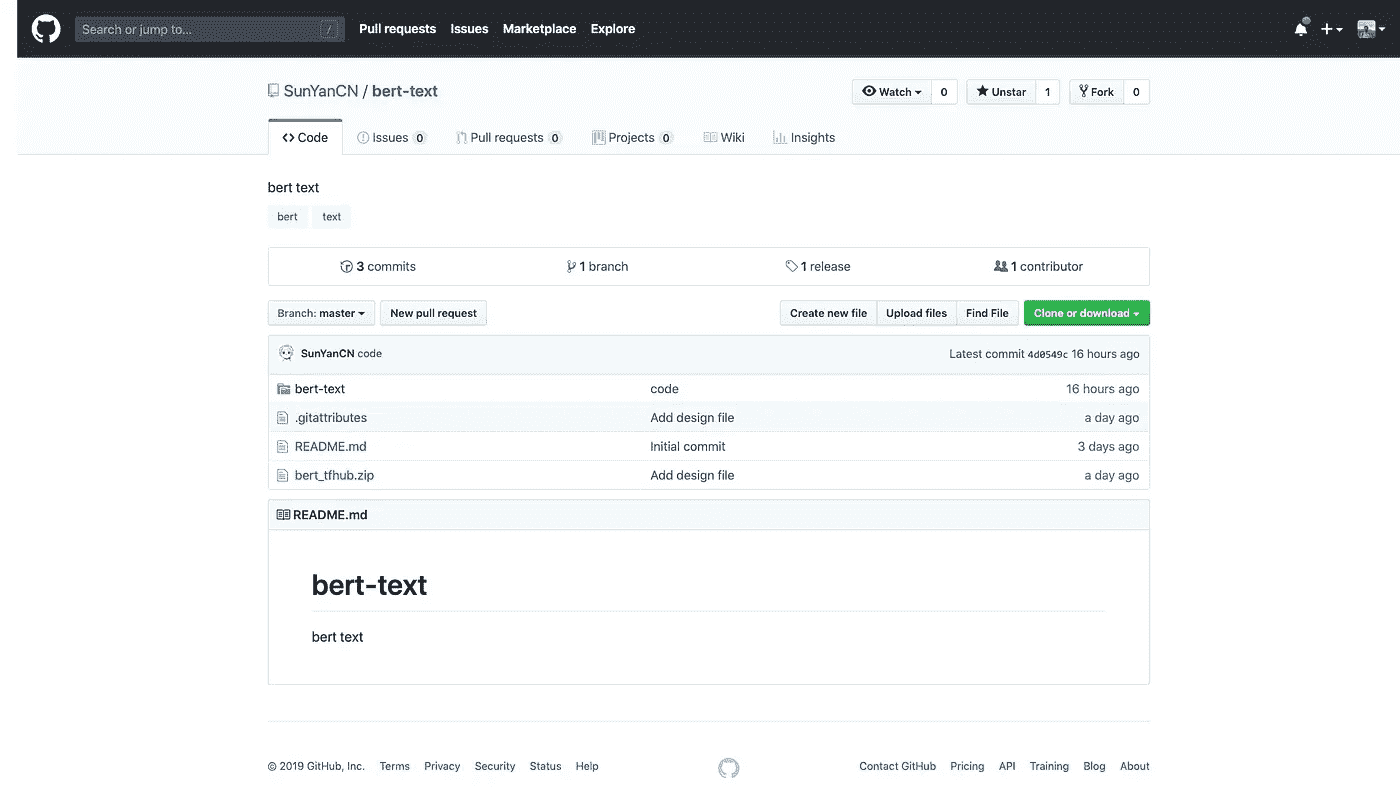 Search or jump to... / Pull requests Issues Marketplace Explore
SunYanCN / bert-text Watch 0 Unstar 1 Fork 0
Code Issues 0 Pull requests 0 Projects 0 Wiki Insights
bert text
bert text
3 commits 1 branch 1 release 1 contributor
Branch: master New pull request Create new file Upload files Find File Clone or download
SunYanCN code Latest commit 4d0549c 16 hours ago
bert-text code 16 hours ago
.gitattributes Add design file a day ago
README.md Initial commit 3 days ago
bert_tfhub.zip Add design file a day ago
README.md
bert-text
bert text
© 2019 GitHub, Inc. Terms Privacy Security Status Help Contact GitHub Pricing API Training Blog About